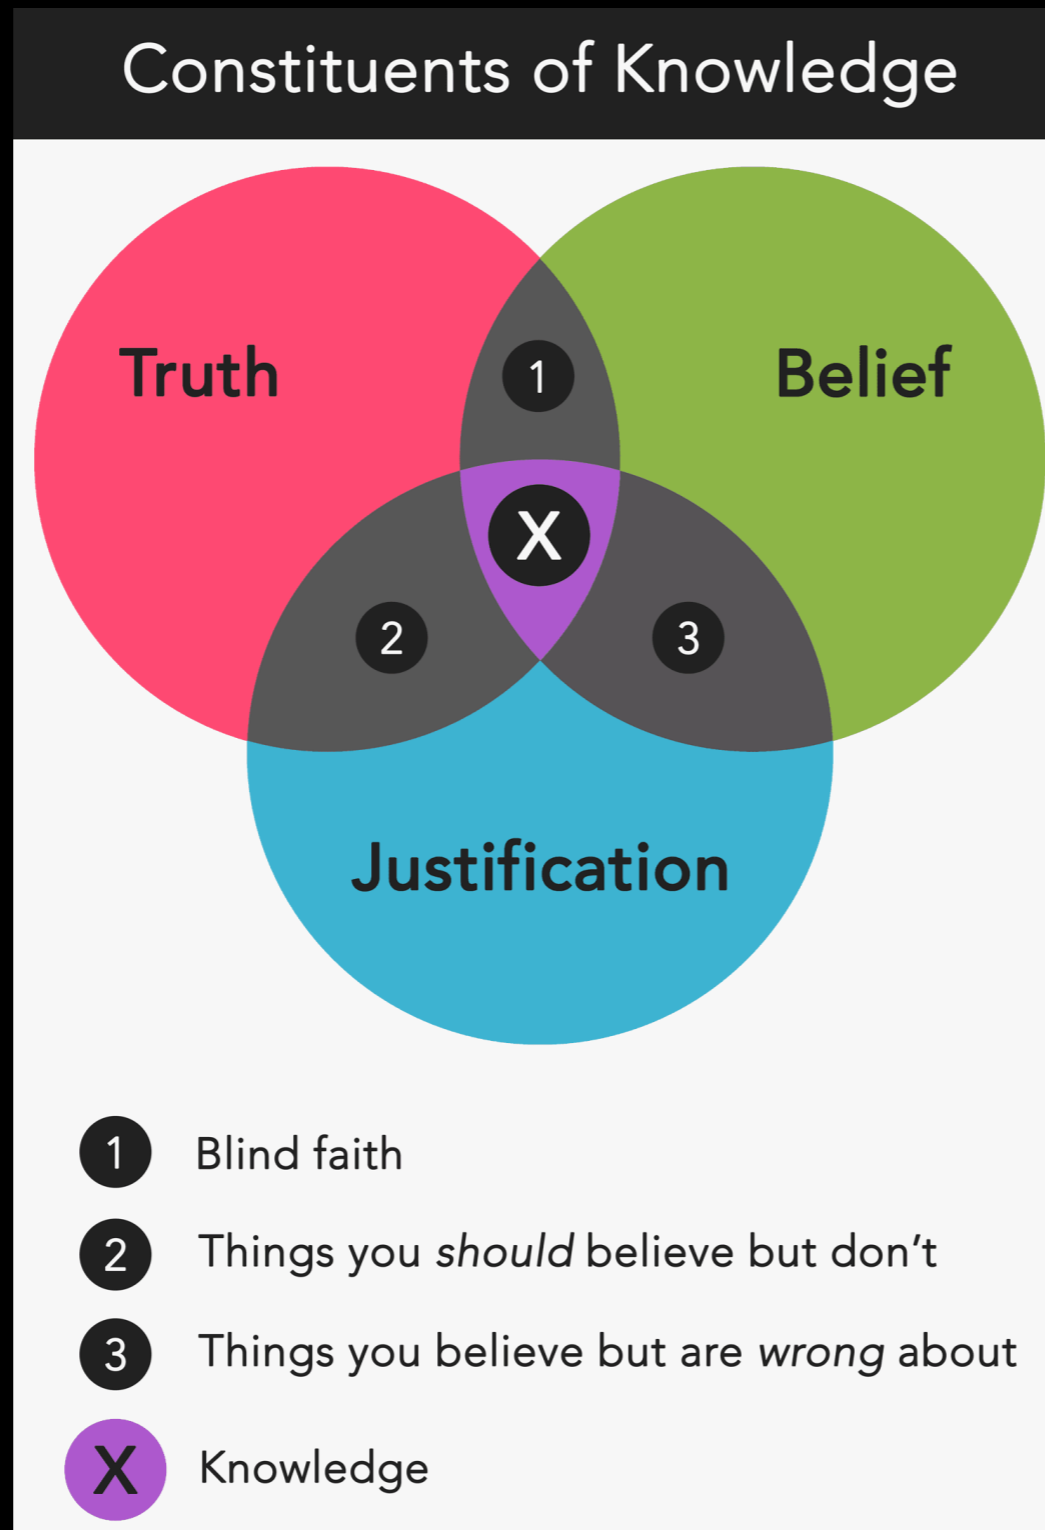 Constituents of Knowledge
Truth
Belief
1
X
2
3
Justification
1 Blind faith
2 Things you should believe but don’t
3 Things you believe but are wrong about
X Knowledge